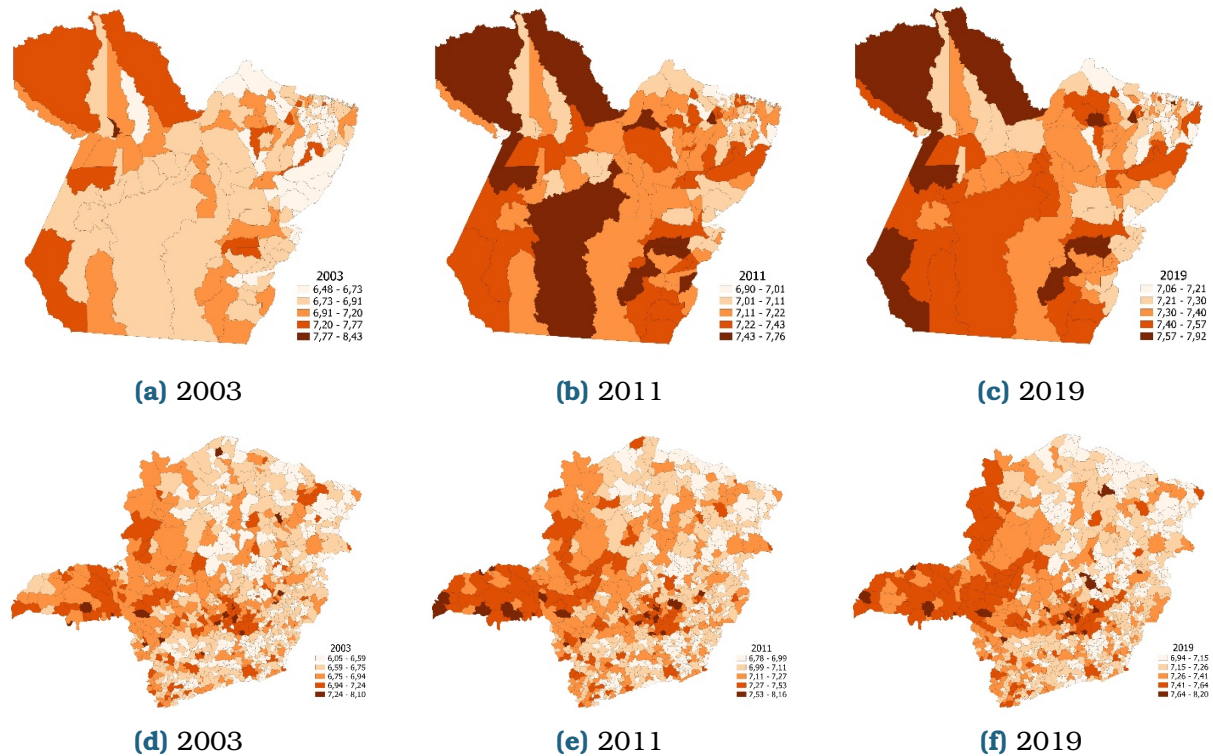 2003
6,48 - 6,73
6,73 - 6,91
6,91 - 7,20
7,20 - 7,77
7,77 - 8,43
2011
6,90 - 7,01
7,01 - 7,11
7,11 - 7,22
7,22 - 7,43
7,43 - 7,76
2019
7,06 - 7,21
7,21 - 7,30
7,30 - 7,40
7,40 - 7,57
7,57 - 7,92
(a) 2003
(b) 2011
(c) 2019
2003
6,05 - 6,59
6,59 - 6,75
6,75 - 6,94
6,94 - 7,24
7,24 - 8,10
2011
6,78 - 6,99
6,99 - 7,11
7,11 - 7,27
7,27 - 7,53
7,53 - 8,16
2019
6,94 - 7,15
7,15 - 7,26
7,26 - 7,41
7,41 - 7,64
7,64 - 8,20
(d) 2003
(e) 2011
(f) 2019